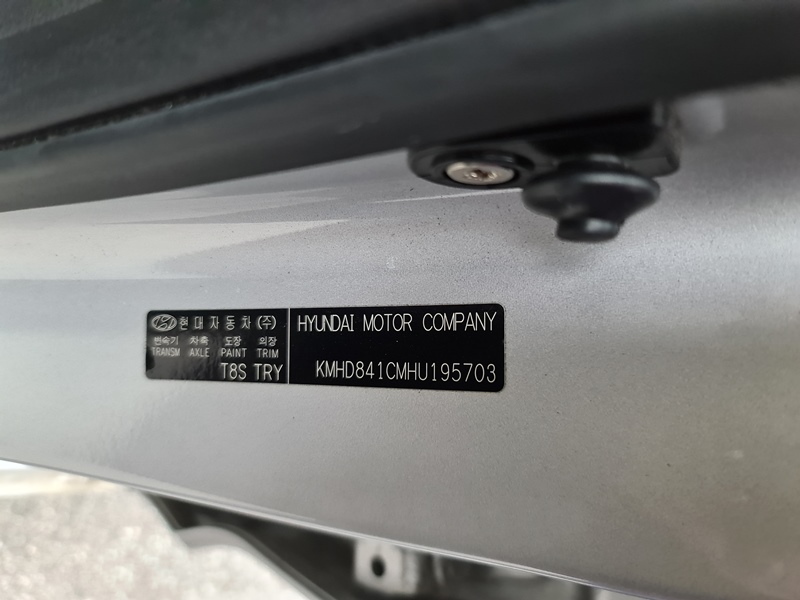 현대자동차(주)
변속기 차축 도장 의장
TRANSM AXLE PAINT TRIM
T8S TRY
HYUNDAI MOTOR COMPANY
KMHD841CMHU195703